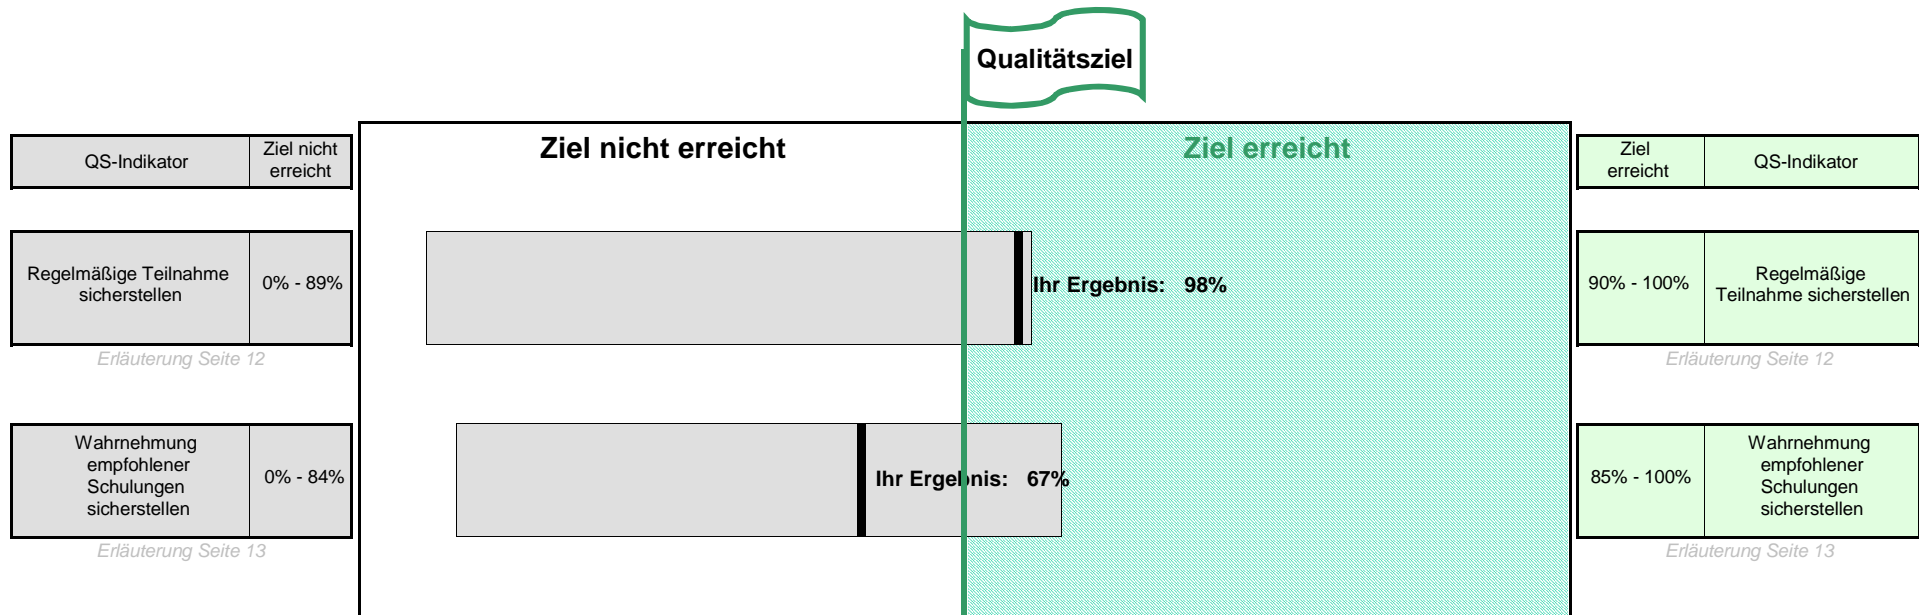 Qualitätsziel
Ziel nicht erreicht
Ziel erreicht
QS-Indikator
Ziel nicht
erreicht
Ziel
erreicht
QS-Indikator
Regelmäßige Teilnahme
sicherstellen
0% - 89%
Ihr Ergebnis: 98%
90% - 100%
Regelmäßige
Teilnahme sicherstellen
Erläuterung Seite 12
Erläuterung Seite 12
Wahrnehmung
empfohlener
Schulungen
sicherstellen
0% - 84%
Ihr Ergebnis: 67%
85% - 100%
Wahrnehmung
empfohlener
Schulungen
sicherstellen
Erläuterung Seite 13
Erläuterung Seite 13